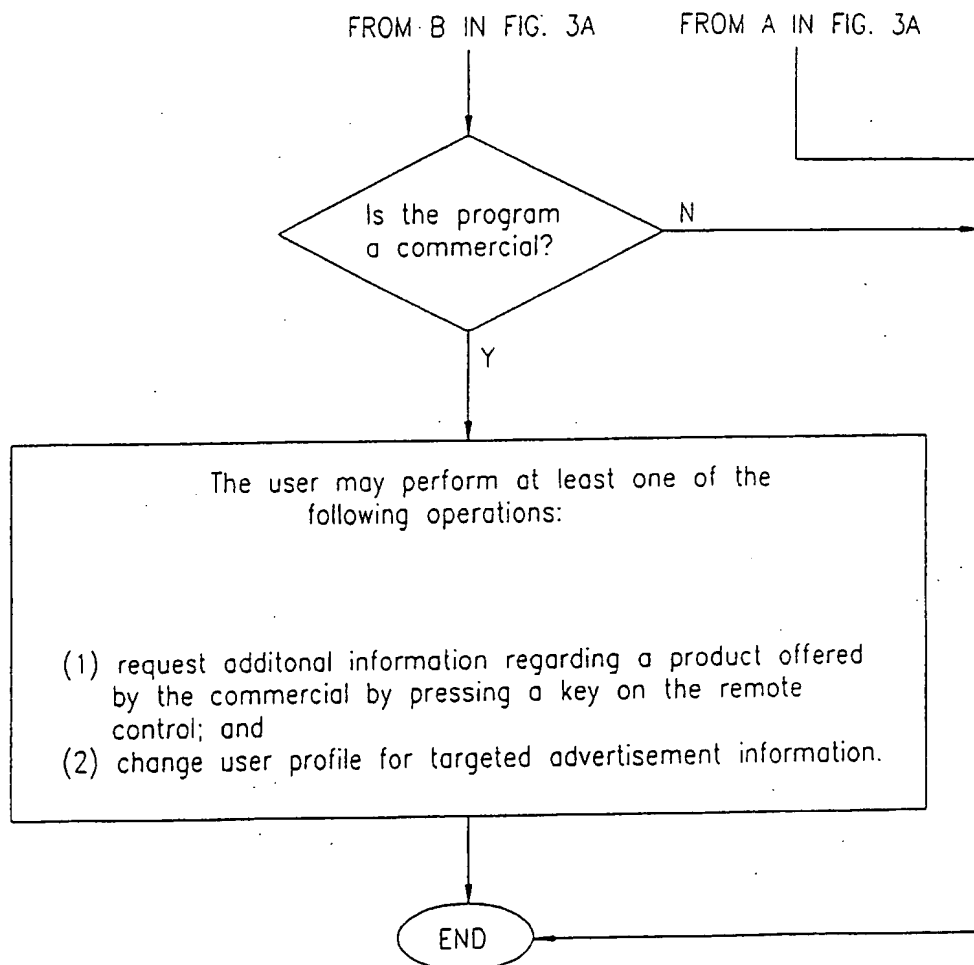 FROM B IN FIG. 3A
FROM A IN FIG. 3A
Is the program
a commercial?
N
Y
The user may perform at least one of the
following operations:
(1) request additonal information regarding a product offered
by the commercial by pressing a key on the remote
control; and
(2) change user profile for targeted advertisement information.
END